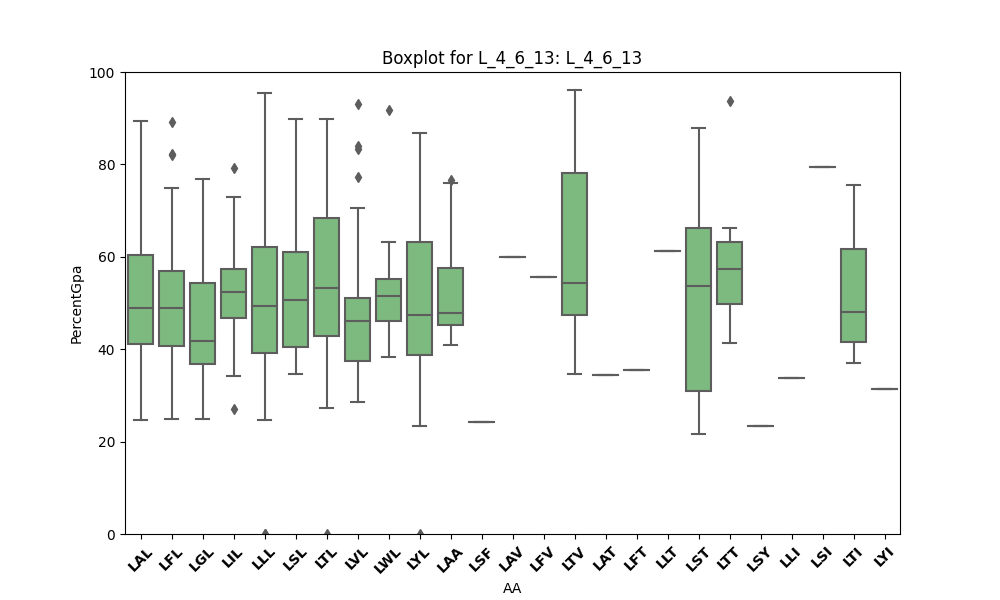 Boxplot for L_4_6_13: L_4_6_13
100
80
60
40
20
0
PercentGpa
LAL LFL LGL LIL LLL LSL LTL LVL LWL LYL LAA LSF LAV LFV LTV LAT LFT LLT LST LTT LSY LLI LSI LTI LYI
AA